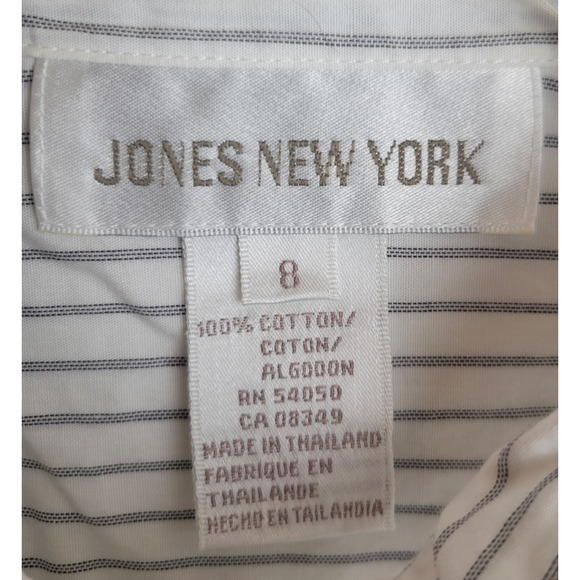 JONES NEW YORK
8
100% COTTON/
COTON/
ALGODON
RN 54050
CA 08349
MADE IN THAILAND
FABRIQUE EN
THAILANDE
HECHO EN TAILANDIA